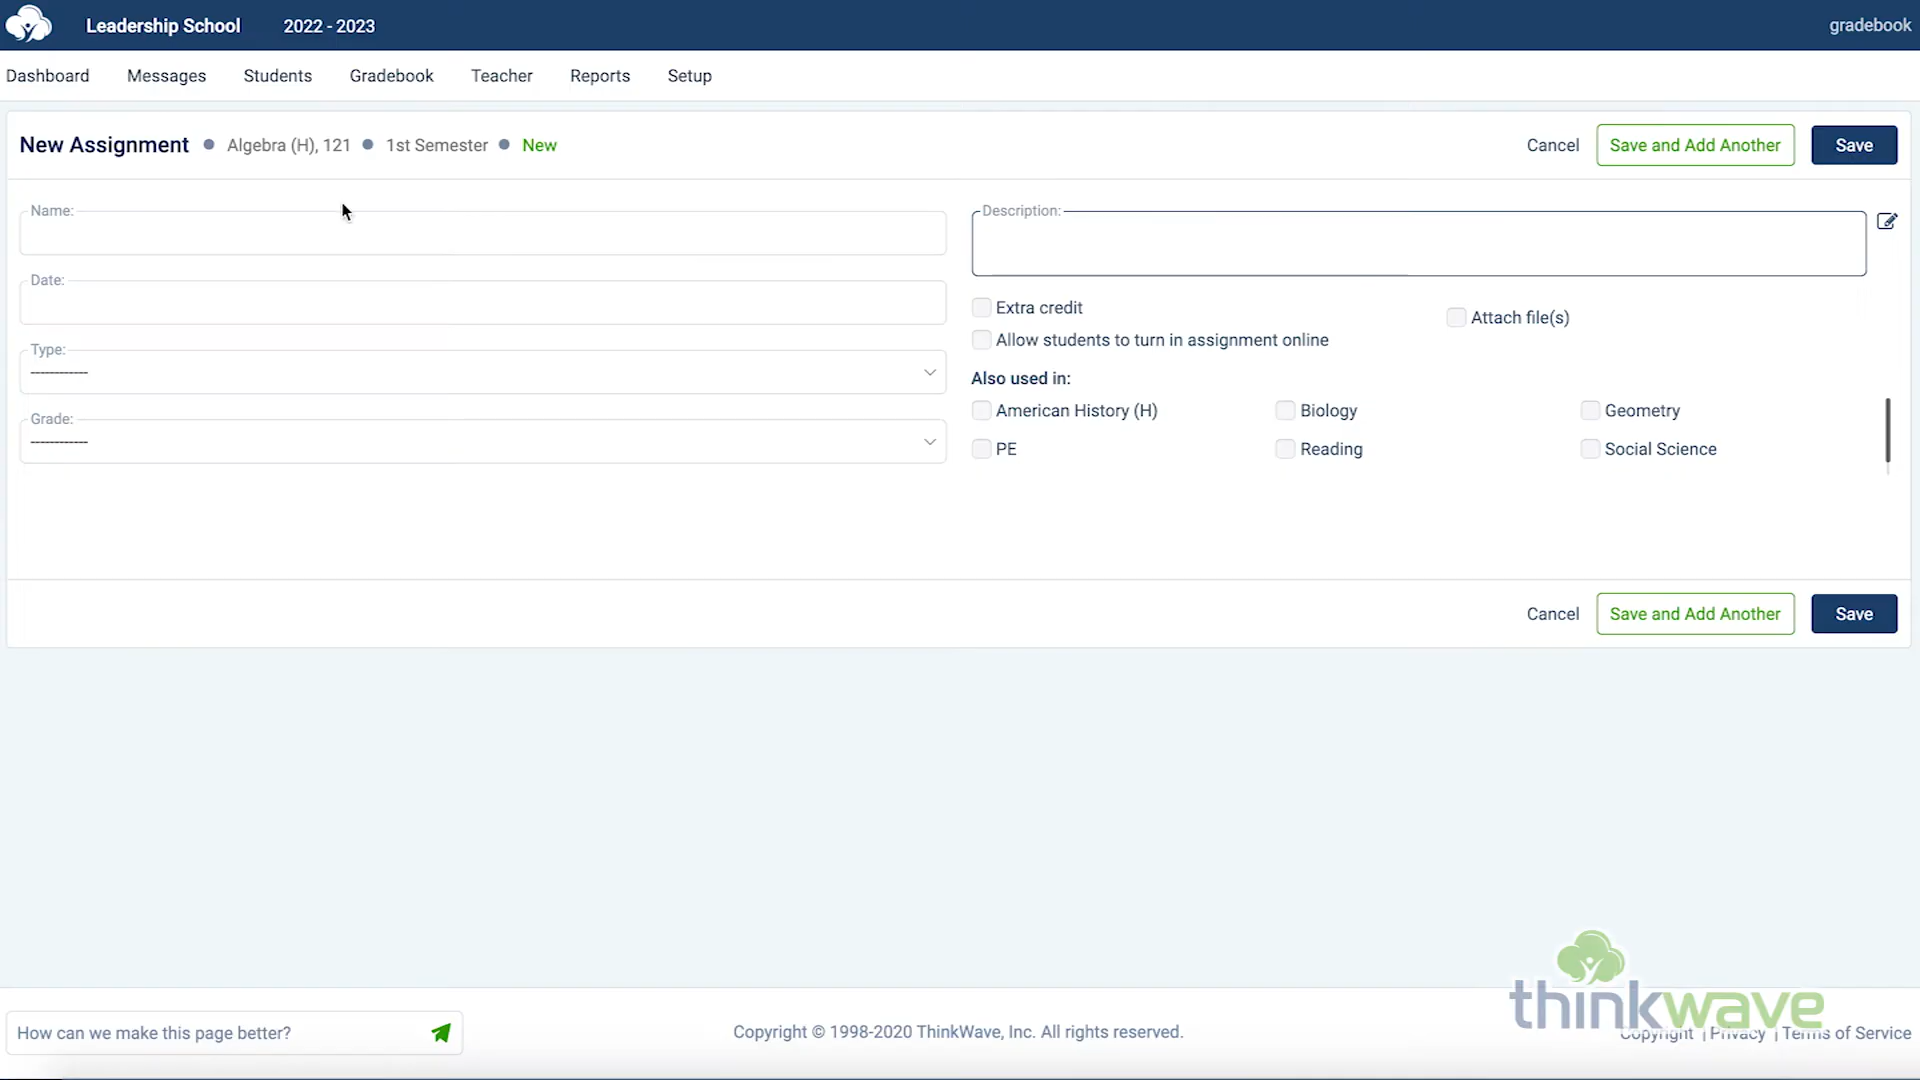 Leadership School 2022 - 2023 gradebook
Dashboard Messages Students Gradebook Teacher Reports Setup
New Assignment • Algebra (H), 121 • 1st Semester • New Cancel Save and Add Another Save
Name:
Date:
Type:
------------
Grade:
------------
Description:
Extra credit
Attach file(s)
Allow students to turn in assignment online
Also used in:
American History (H) Biology Geometry
PE Reading Social Science
Cancel Save and Add Another Save
thinkwave
How can we make this page better? Copyright © 1998-2020 ThinkWave, Inc. All rights reserved. Copyright | Privacy | Terms of Service